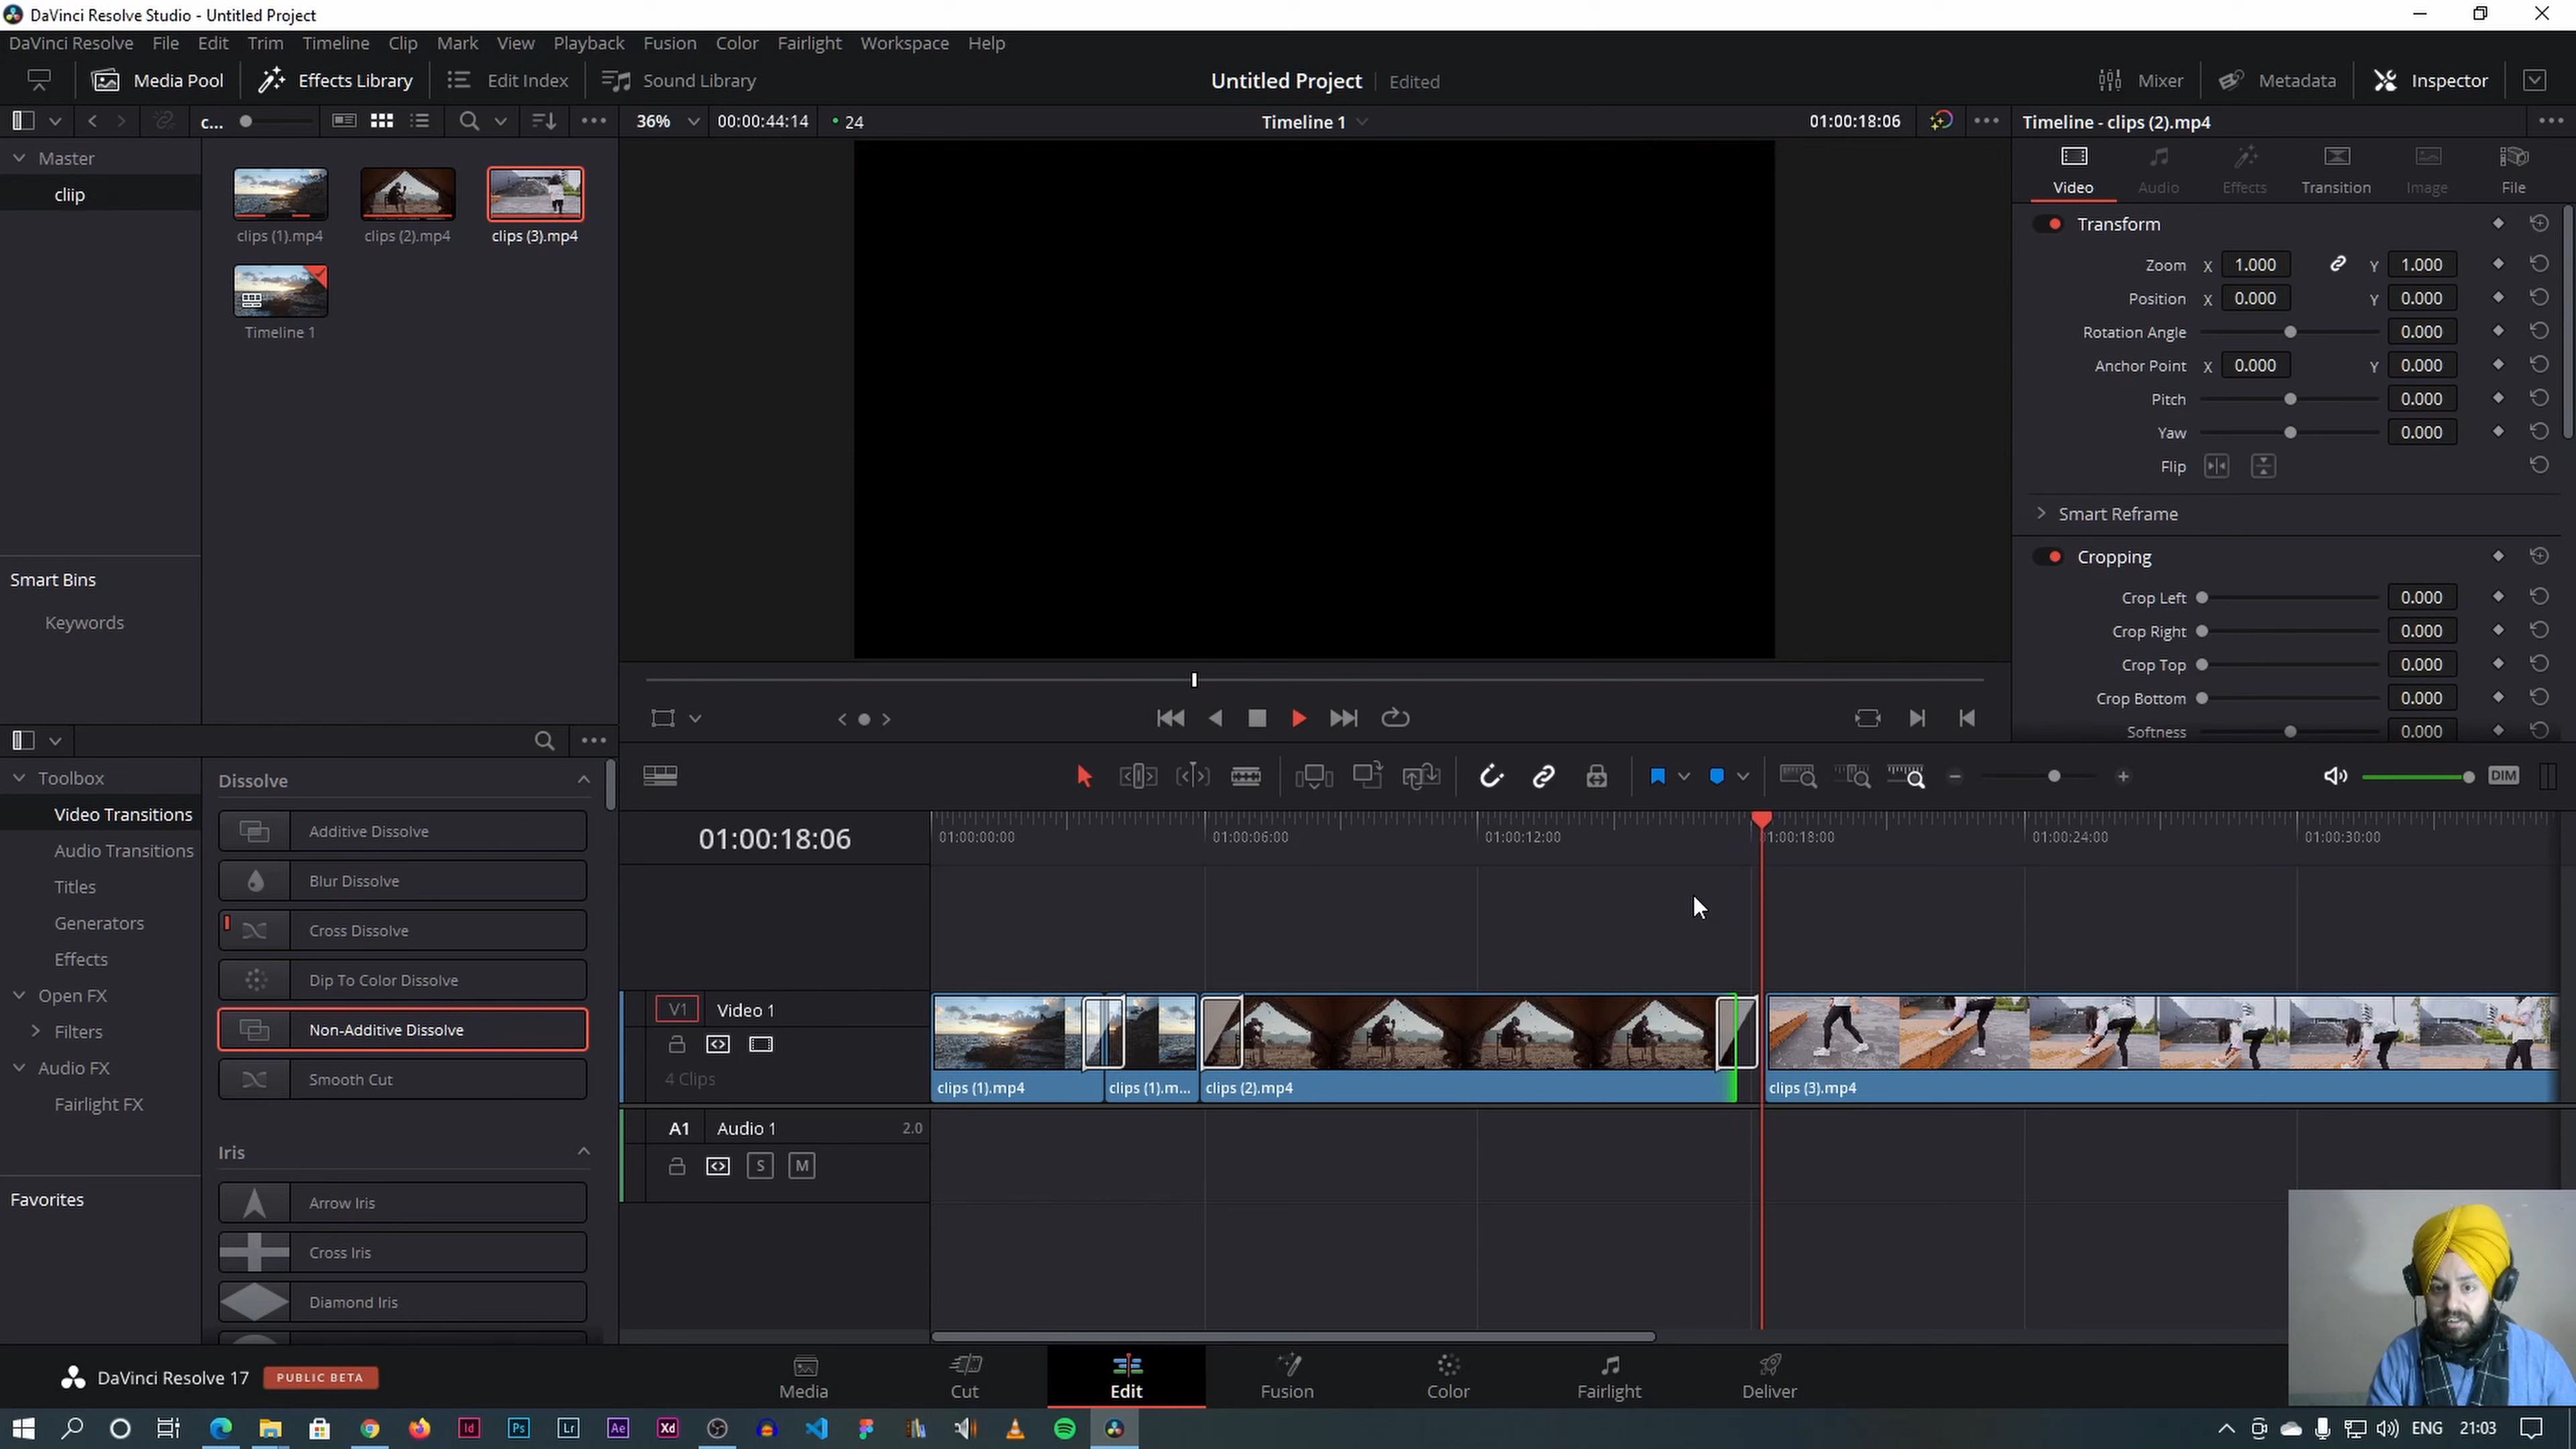 DaVinci Resolve Studio - Untitled Project
DaVinci Resolve File Edit Trim Timeline Clip Mark View Playback Fusion Color Fairlight Workspace Help
Media Pool Effects Library Edit Index Sound Library Untitled Project Edited Mixer Metadata Inspector
c... 36% 00:00:44:14 24 Timeline 1 01:00:18:06 Timeline - clips (2).mp4
Master
cliip
clips (1).mp4 clips (2).mp4 clips (3).mp4
Timeline 1
Smart Bins
Keywords
Video Audio Effects Transition Image File
Transform
Zoom X 1.000 Y 1.000
Position X 0.000 Y 0.000
Rotation Angle 0.000
Anchor Point X 0.000 Y 0.000
Pitch 0.000
Yaw 0.000
Flip
Smart Reframe
Cropping
Crop Left 0.000
Crop Right 0.000
Crop Top 0.000
Crop Bottom 0.000
Softness 0.000
Toolbox
Video Transitions
Audio Transitions
Titles
Generators
Effects
Open FX
Filters
Audio FX
Fairlight FX
Favorites
Dissolve
Additive Dissolve
Blur Dissolve
Cross Dissolve
Dip To Color Dissolve
Non-Additive Dissolve
Smooth Cut
Iris
Arrow Iris
Cross Iris
Diamond Iris
DIM
01:00:18:06 01:00:00:00 01:00:06:00 01:00:12:00 01:00:18:00 01:00:24:00 01:00:30:00
V1 Video 1
4 Clips
clips (1).mp4 clips (1).m... clips (2).mp4 clips (3).mp4
A1 Audio 1 2.0
S M
DaVinci Resolve 17 PUBLIC BETA
Media Cut Edit Fusion Color Fairlight Deliver
Id Ps Lr Ae Xd ENG 21:03